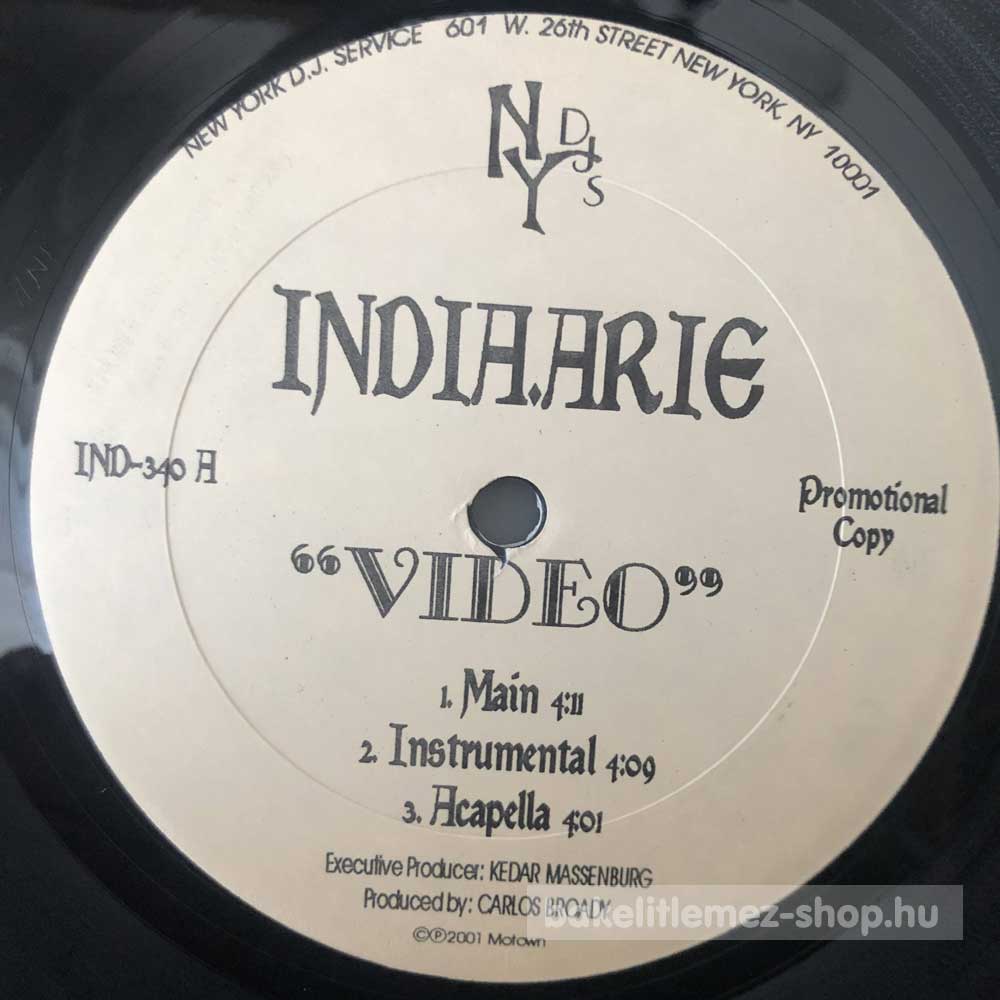 NEW YORK D.J. SERVICE 601 W. 26th STREET NEW YORK, NY 10001
NY DJS
INDIA.ARIE
IND-340 A
Promotional
Copy
“VIDEO”
1. Main 4:11
2. Instrumental 4:09
3. Acapella 4:01
Executive Producer: KEDAR MASSENBURG
Produced by: CARLOS BROADY
©℗2001 Motown
bakelitlemez-shop.hu